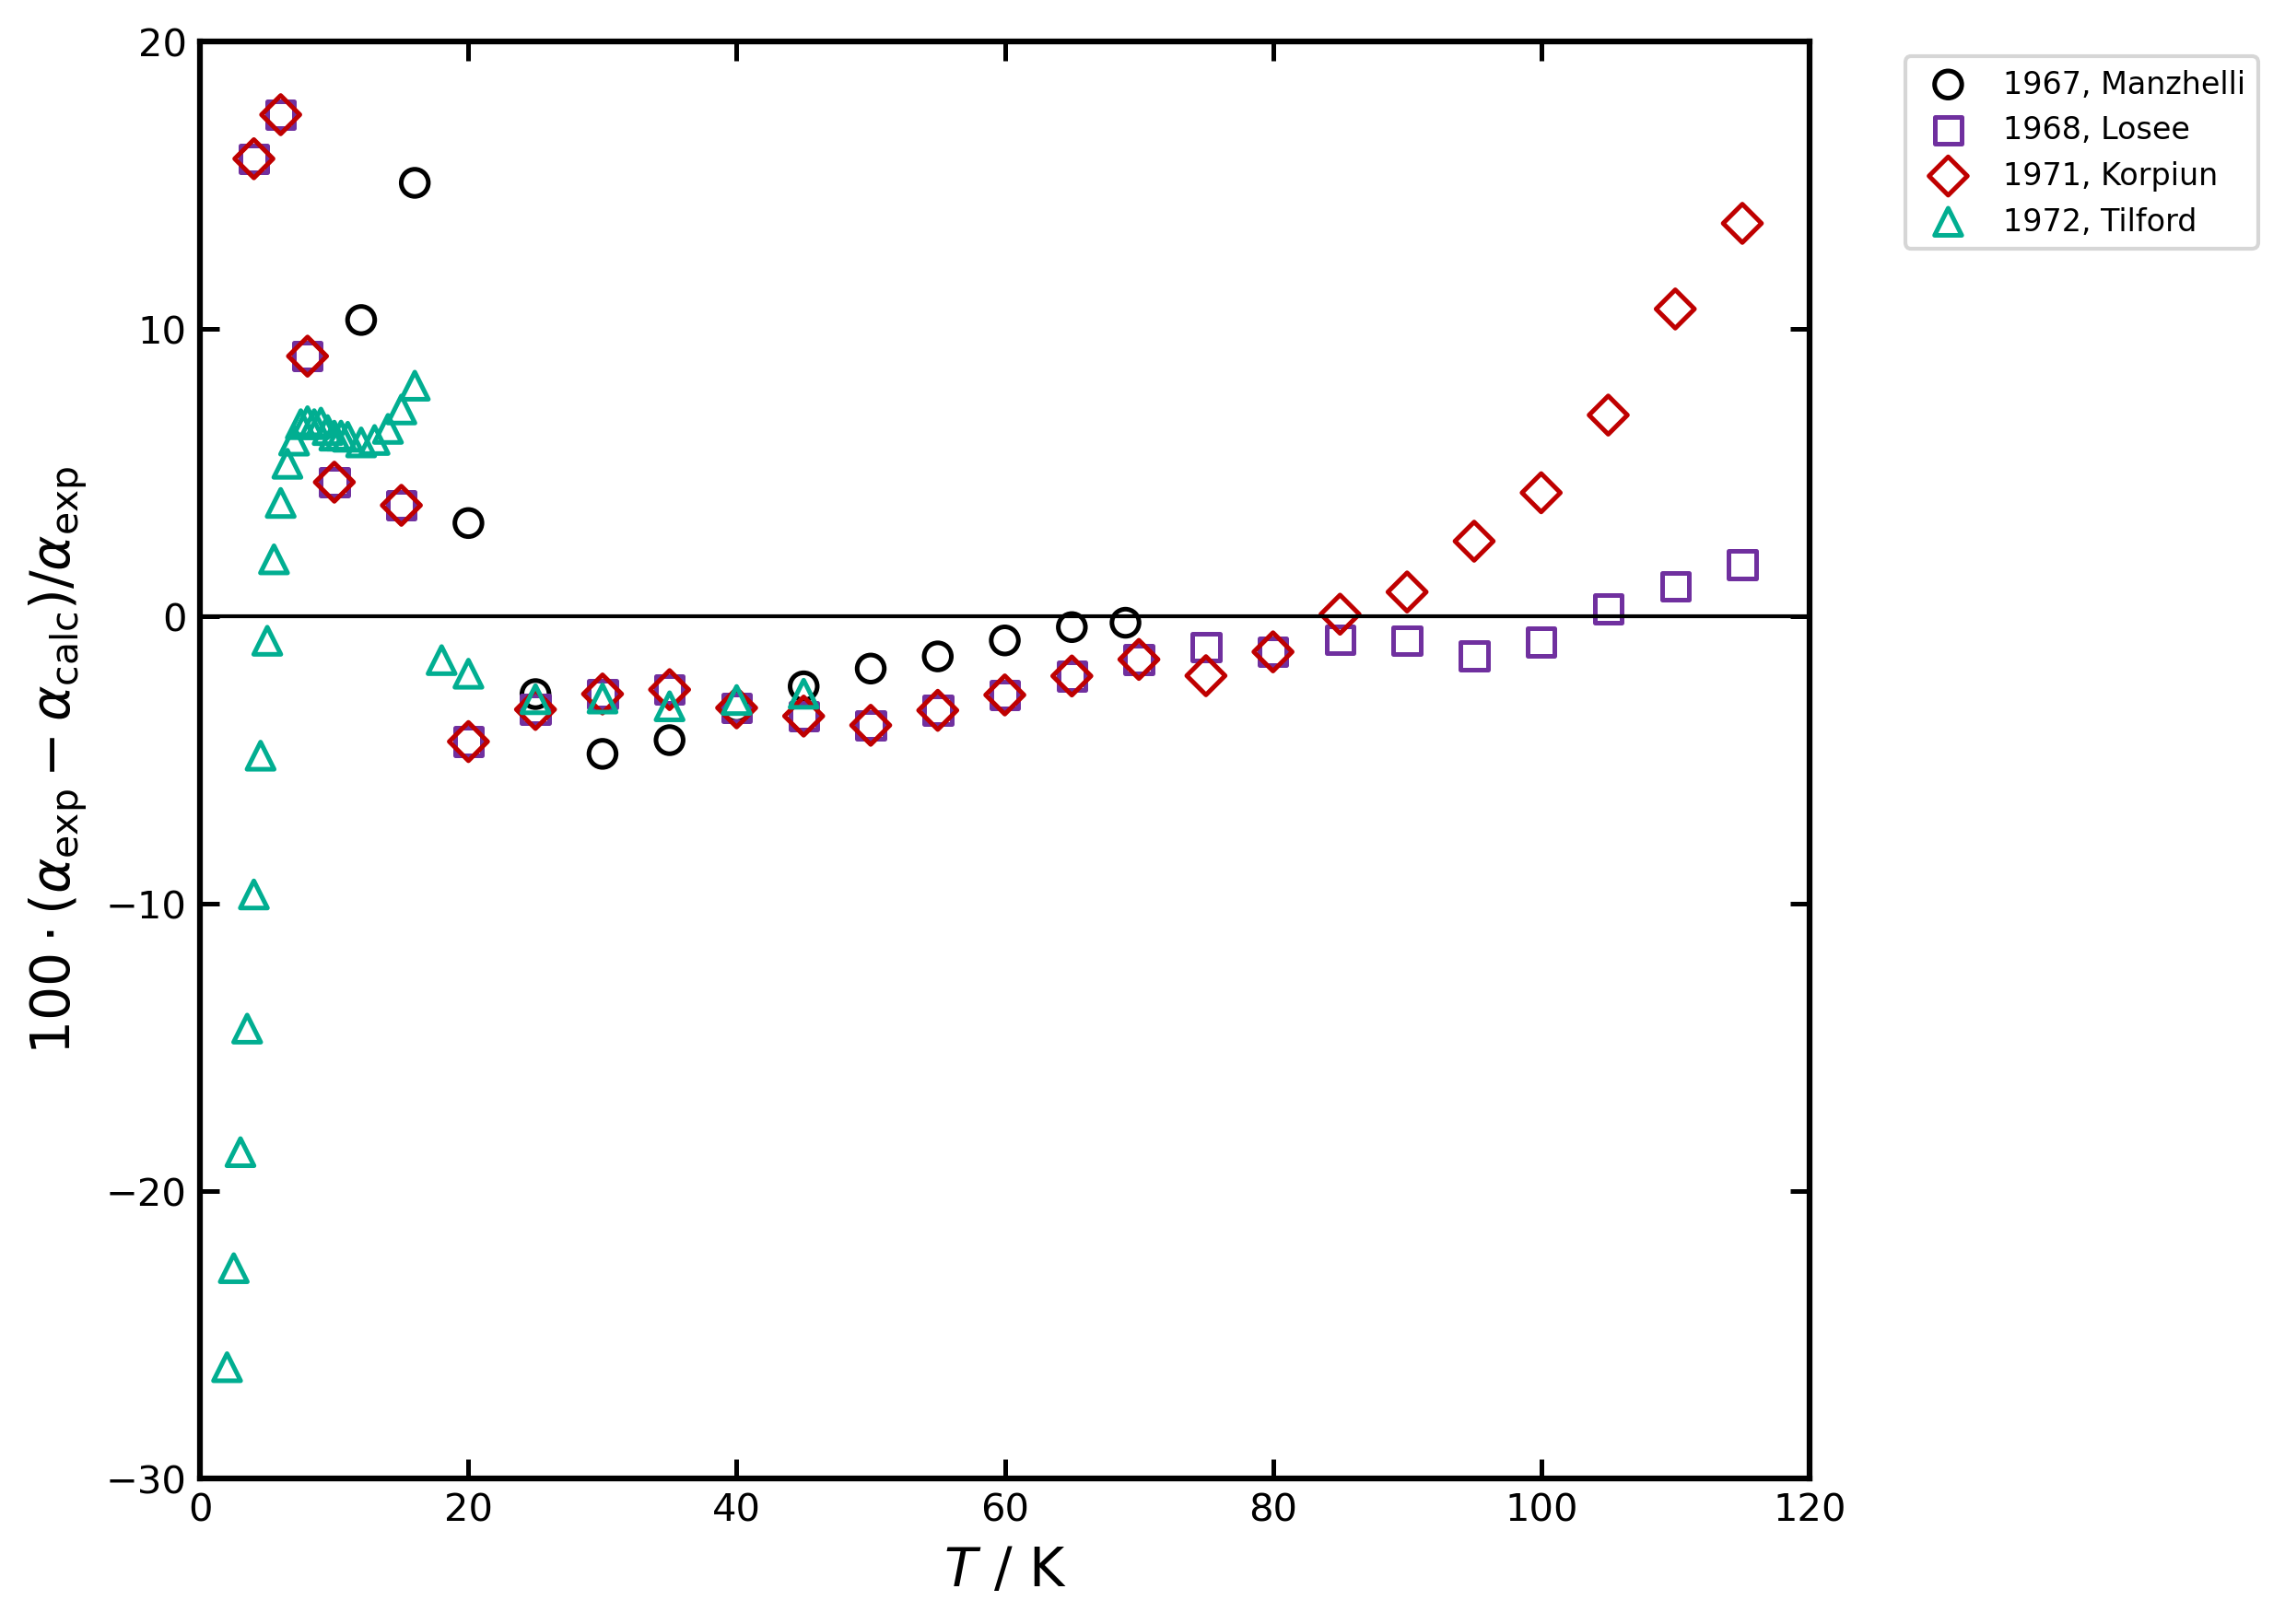 20
10
0
−10
−20
−30
0 20 40 60 80 100 120
T / K
100 · (αexp − αcalc)/αexp
1967, Manzhelli
1968, Losee
1971, Korpiun
1972, Tilford